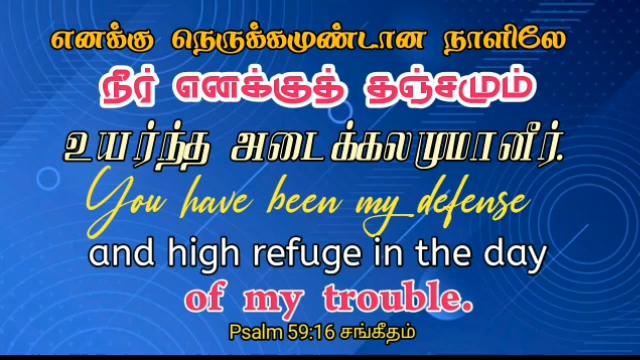 எனக்கு நெருக்கமுண்டான நாளிலே
நீர் எனக்குத் தஞ்சமும்
உயர்ந்த அடைக்கலமுமானீர்.
You have been my defense
and high refuge in the day
of my trouble.
Psalm 59:16 சங்கீதம்